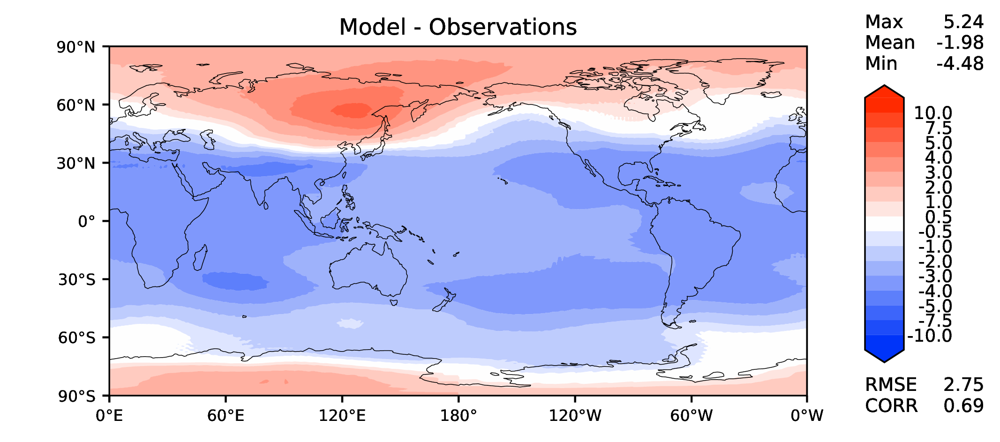 Model - Observations
Max 5.24
Mean -1.98
Min -4.48
90°N
60°N
30°N
0°
30°S
60°S
90°S
0°E 60°E 120°E 180° 120°W 60°W 0°W
10.0
7.5
5.0
4.0
3.0
2.0
1.0
0.5
-0.5
-1.0
-2.0
-3.0
-4.0
-5.0
-7.5
-10.0
RMSE 2.75
CORR 0.69